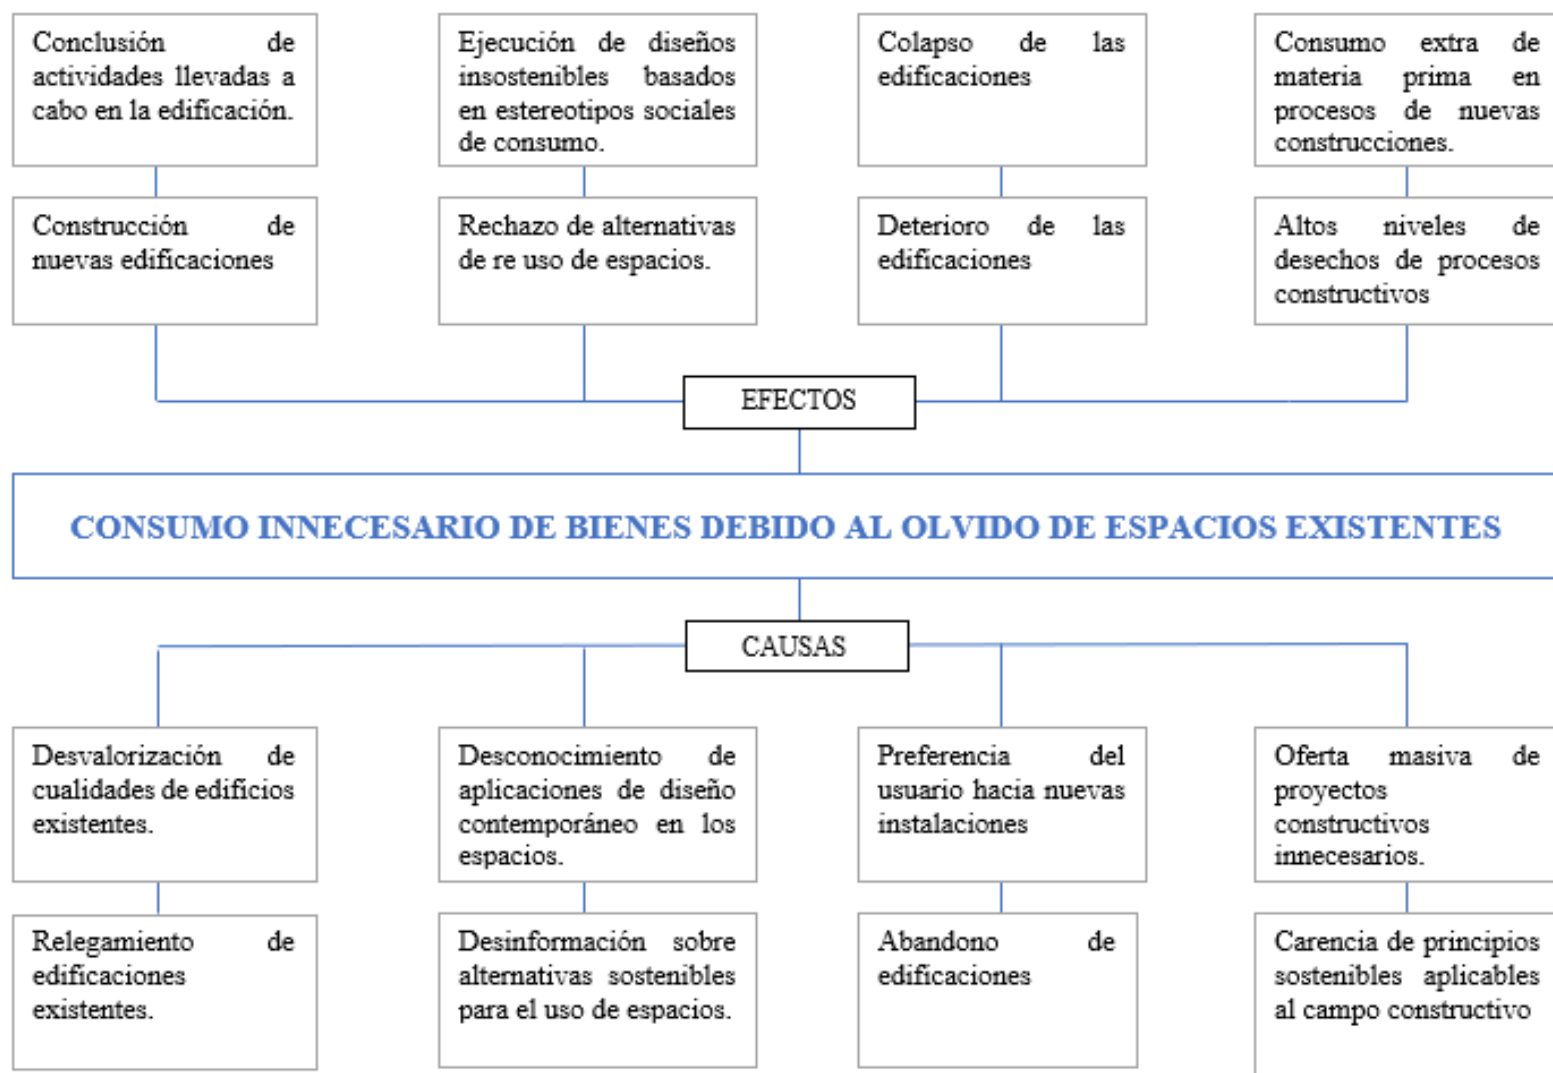 Conclusión de
actividades llevadas a
cabo en la edificación.
Ejecución de diseños
insostenibles basados
en estereotipos sociales
de consumo.
Colapso de las
edificaciones
Consumo extra de
materia prima en
procesos de nuevas
construcciones.
Construcción de
nuevas edificaciones
Rechazo de alternativas
de re uso de espacios.
Deterioro de las
edificaciones
Altos niveles de
desechos de procesos
constructivos
EFECTOS
CONSUMO INNECESARIO DE BIENES DEBIDO AL OLVIDO DE ESPACIOS EXISTENTES
CAUSAS
Desvalorización de
cualidades de edificios
existentes.
Desconocimiento de
aplicaciones de diseño
contemporáneo en los
espacios.
Preferencia del
usuario hacia nuevas
instalaciones
Oferta masiva de
proyectos
constructivos
innecesarios.
Relegamiento de
edificaciones
existentes.
Desinformación sobre
alternativas sostenibles
para el uso de espacios.
Abandono de
edificaciones
Carencia de principios
sostenibles aplicables
al campo constructivo